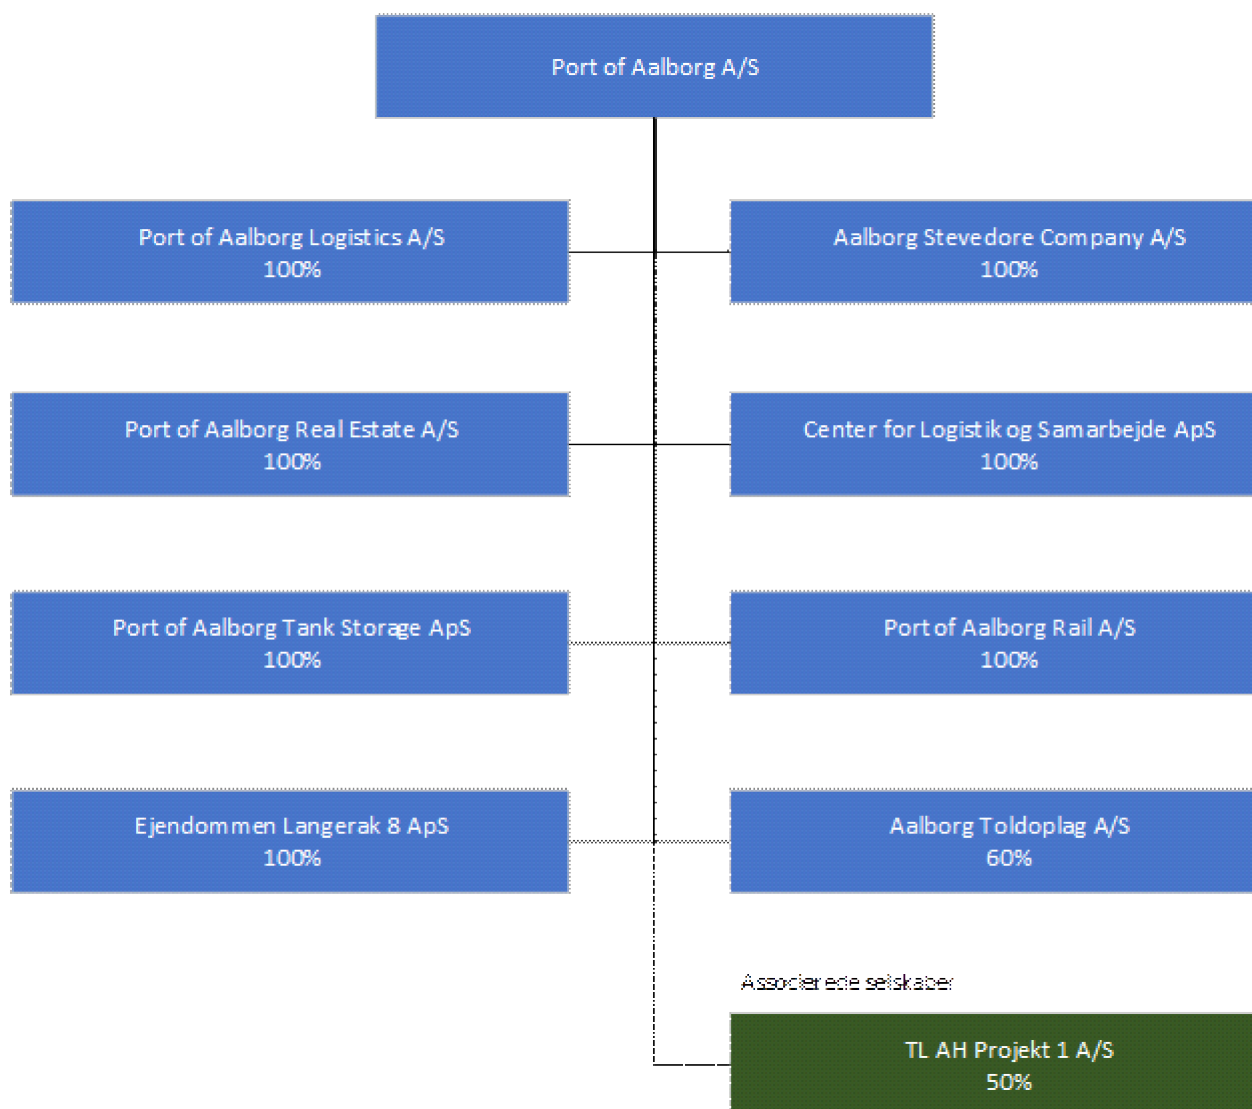 Port of Aalborg A/S
Port of Aalborg Logistics A/S
100%
Aalborg Stevedore Company A/S
100%
Port of Aalborg Real Estate A/S
100%
Center for Logistik og Samarbejde ApS
100%
Port of Aalborg Tank Storage ApS
100%
Port of Aalborg Rail A/S
100%
Ejendommen Langerak 8 ApS
100%
Aalborg Toldoplag A/S
60%
Associerede selskaber
TL AH Projekt 1 A/S
50%